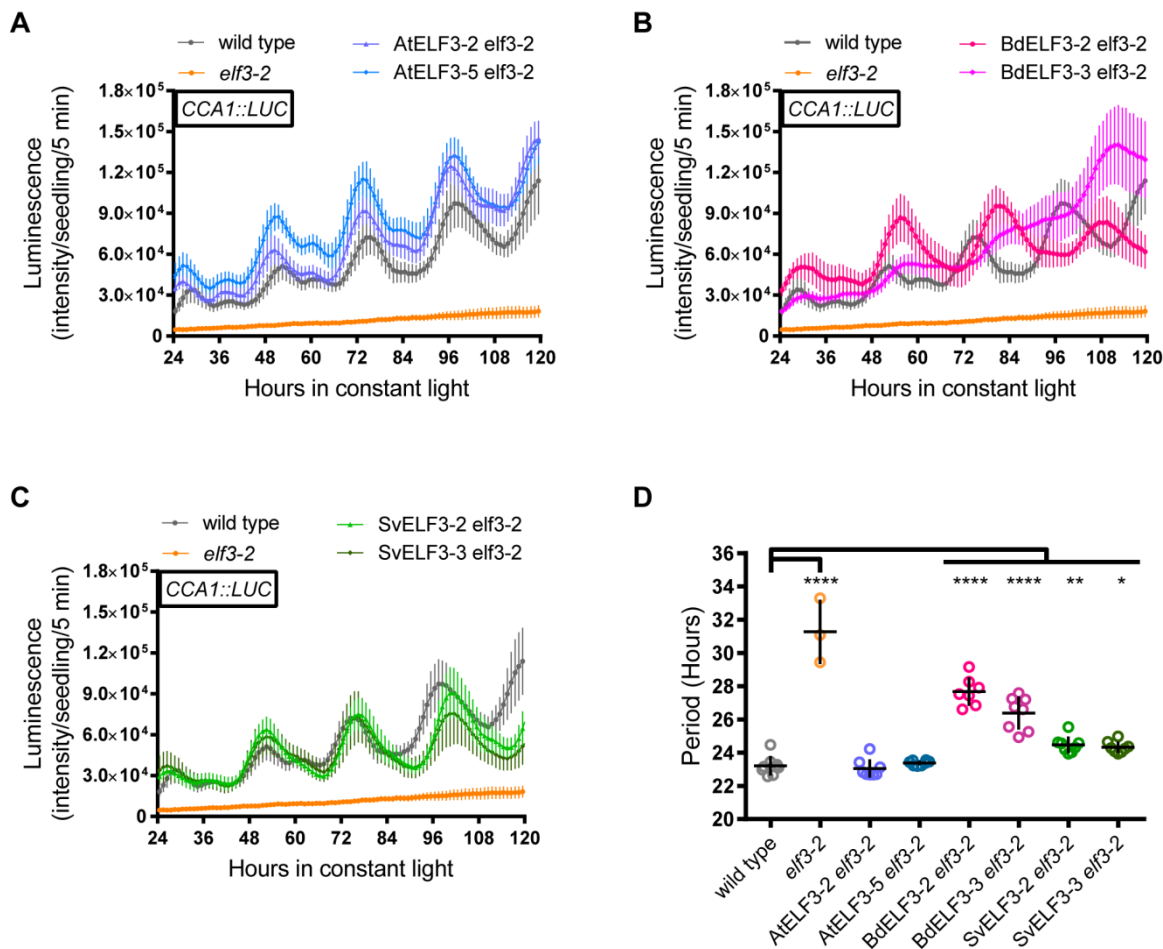 A
wild type
AtELF3-2 elf3-2
elf3-2
AtELF3-5 elf3-2
CCA1::LUC
1.8×10⁵
1.5×10⁵
1.2×10⁵
9.0×10⁴
6.0×10⁴
3.0×10⁴
0
Luminescence
(intensity/seedling/5 min)
24 36 48 60 72 84 96 108 120
Hours in constant light
B
wild type
BdELF3-2 elf3-2
elf3-2
BdELF3-3 elf3-2
CCA1::LUC
1.8×10⁵
1.5×10⁵
1.2×10⁵
9.0×10⁴
6.0×10⁴
3.0×10⁴
0
Luminescence
(intensity/seedling/5 min)
24 36 48 60 72 84 96 108 120
Hours in constant light
C
wild type
SvELF3-2 elf3-2
elf3-2
SvELF3-3 elf3-2
CCA1::LUC
1.8×10⁵
1.5×10⁵
1.2×10⁵
9.0×10⁴
6.0×10⁴
3.0×10⁴
0
Luminescence
(intensity/seedling/5 min)
24 36 48 60 72 84 96 108 120
Hours in constant light
D
36
34
32
30
28
26
24
22
20
Period (Hours)
**** **** **** ** *
wild type
elf3-2
AtELF3-2 elf3-2
AtELF3-5 elf3-2
BdELF3-2 elf3-2
BdELF3-3 elf3-2
SvELF3-2 elf3-2
SvELF3-3 elf3-2